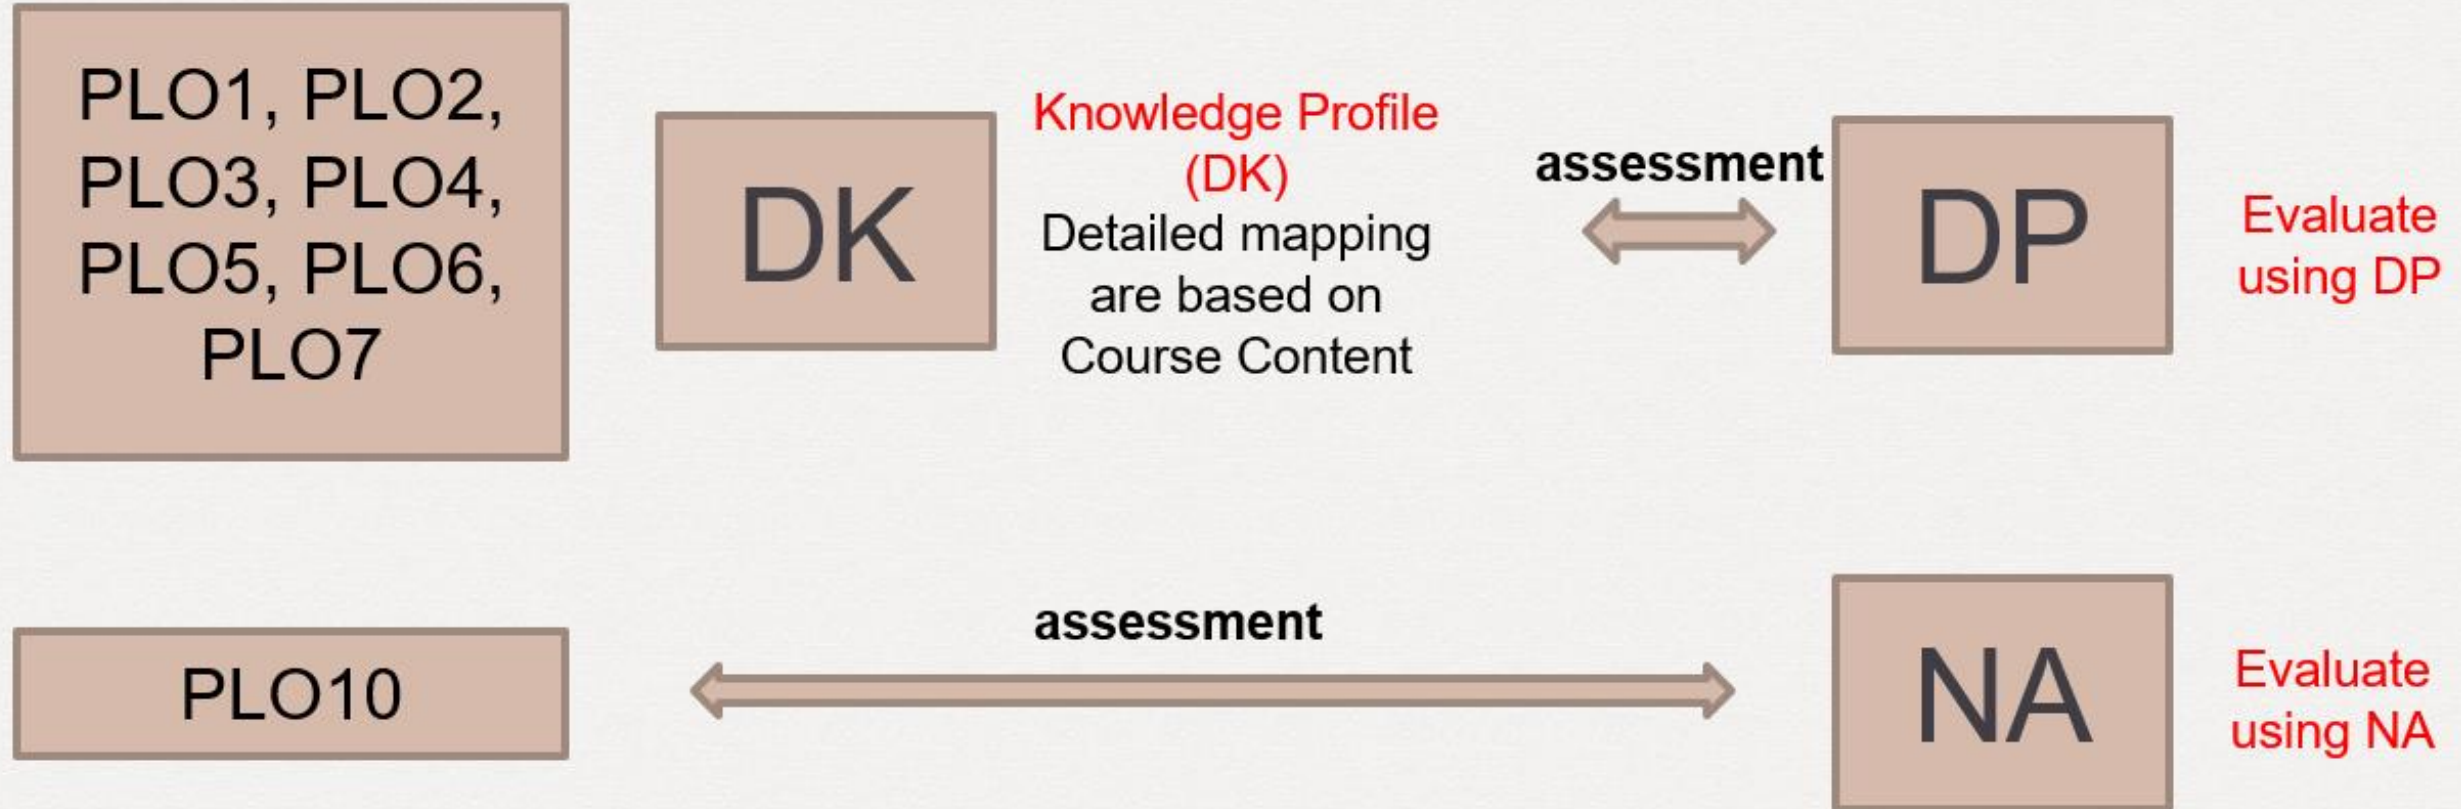 PLO1, PLO2,
PLO3, PLO4,
PLO5, PLO6,
PLO7
DK
Knowledge Profile
(DK)
Detailed mapping
are based on
Course Content
assessment
DP
Evaluate
using DP
PLO10
assessment
NA
Evaluate
using NA